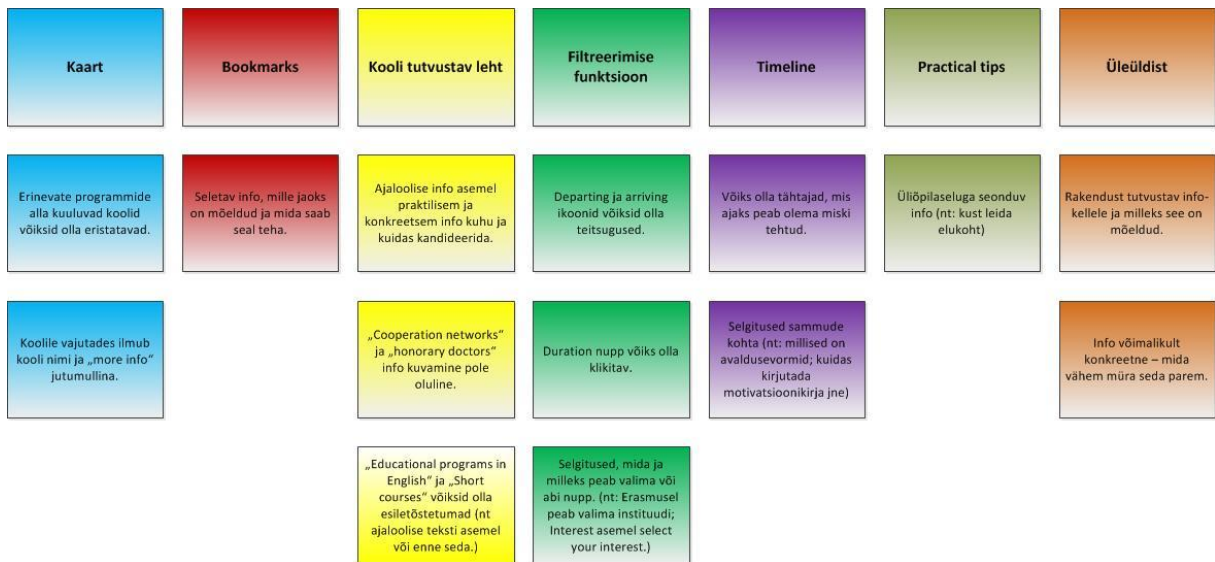 Kaart
Bookmarks
Kooli tutvustav leht
Filtreerimise
funktsioon
Timeline
Practical tips
Üleüldist
Erinevate programmide
alla kuuluvad koolid
võiksid olla eristatavad.
Seletav info, mille jaoks
on mõeldud ja mida saab
seal teha.
Ajaloolise info asemel
praktilisem ja
konkreetsem info kuhu ja
kuidas kandideerida.
Departing ja arriving
ikoonid võiksid olla
teitsugused.
Võiks olla tähtajad, mis
ajaks peab olema miski
tehtud.
Üliõpilaseluga seonduv
info (nt: kust leida
elukoht)
Rakendust tutvustav info-
kellele ja milleks see on
mõeldud.
Koolile vajutades ilmub
kooli nimi ja „more info“
jutumullina.
„Cooperation networks“
ja „honorary doctors“
info kuvamine pole
oluline.
Duration nupp võiks olla
klikitav.
Selgitused sammude
kohta (nt: millised on
avaldusevormid; kuidas
kirjutada
motivatsioonikirja jne)
Info võimalikult
konkreetne – mida
vähem müra seda parem.
„Educational programs in
English“ ja „Short
courses“ võiksid olla
esiletõstetumad (nt
ajaloolise teksti asemel
või enne seda.)
Selgitused, mida ja
milleks peab valima või
abi nupp. (nt: Erasmusel
peab valima instituudi;
Interest asemel select
your interest.)